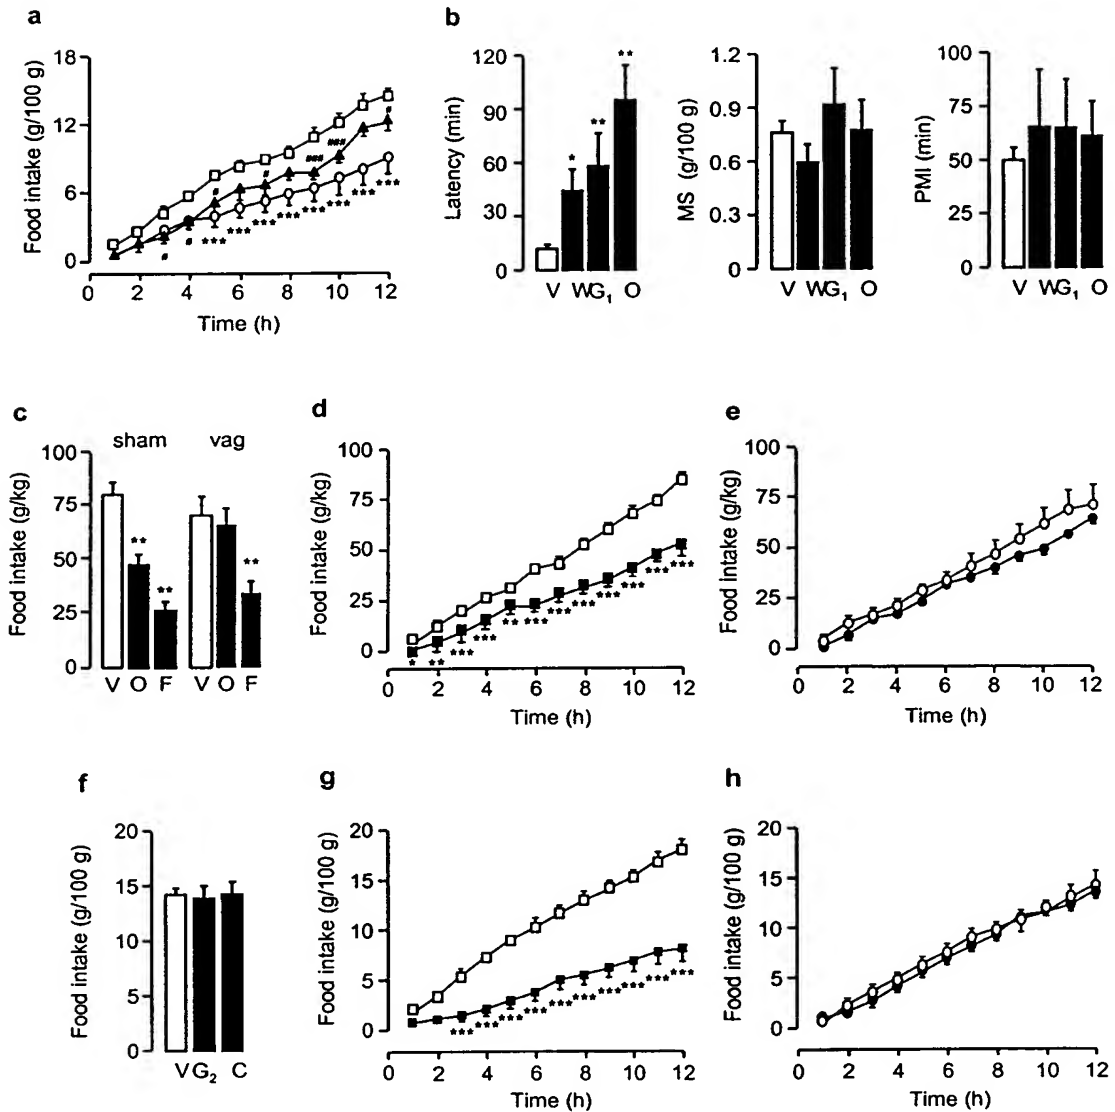 a
Food intake (g/100 g)
18
12
6
0
#
#
#
#
###
###
#
***
***
***
***
***
***
***
***
0 2 4 6 8 10 12
Time (h)
b
Latency (min)
120
90
60
30
0
*
**
**
V W G₁ O
MS (g/100 g)
1.2
0.9
0.6
0.3
0
V W G₁ O
PMI (min)
100
75
50
25
0
V W G₁ O
c
sham vag
Food intake (g/kg)
100
75
50
25
0
**
**
**
V O F V O F
d
Food intake (g/kg)
100
75
50
25
0
*
**
***
***
**
***
***
***
***
***
***
***
0 2 4 6 8 10 12
Time (h)
e
Food intake (g/kg)
100
75
50
25
0
0 2 4 6 8 10 12
Time (h)
f
Food intake (g/100 g)
20
15
10
5
0
V G₂ C
g
Food intake (g/100 g)
20
15
10
5
0
***
***
***
***
***
***
***
***
***
***
0 2 4 6 8 10 12
Time (h)
h
Food intake (g/100 g)
20
15
10
5
0
0 2 4 6 8 10 12
Time (h)